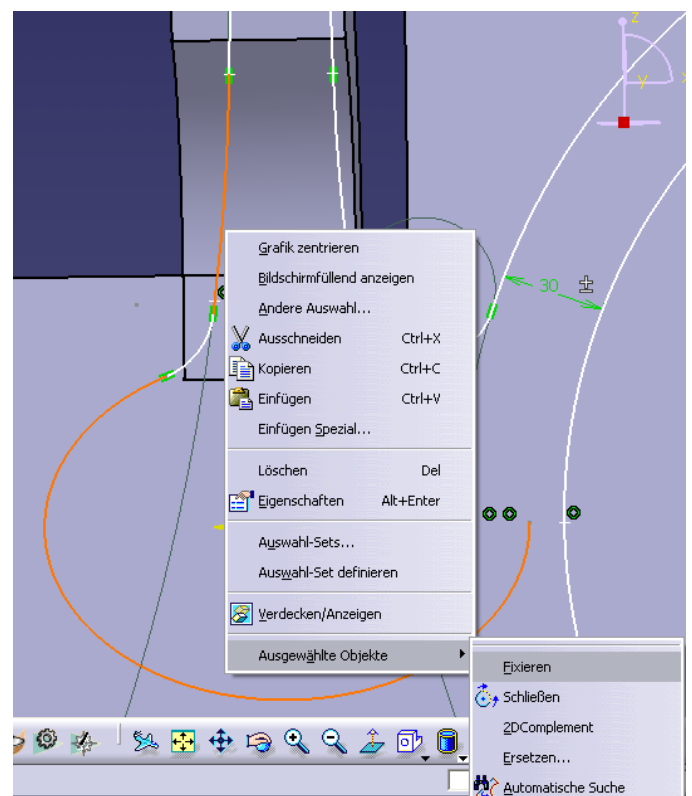 z
y
Grafik zentrieren
Bildschirmfüllend anzeigen
Andere Auswahl...
30
Ausschneiden Ctrl+X
Kopieren Ctrl+C
Einfügen Ctrl+V
Einfügen Spezial...
Löschen Del
Eigenschaften Alt+Enter
Auswahl-Sets...
Auswahl-Set definieren
Verdecken/Anzeigen
Ausgewählte Objekte
Fixieren
Schließen
2DComplement
Ersetzen...
Automatische Suche